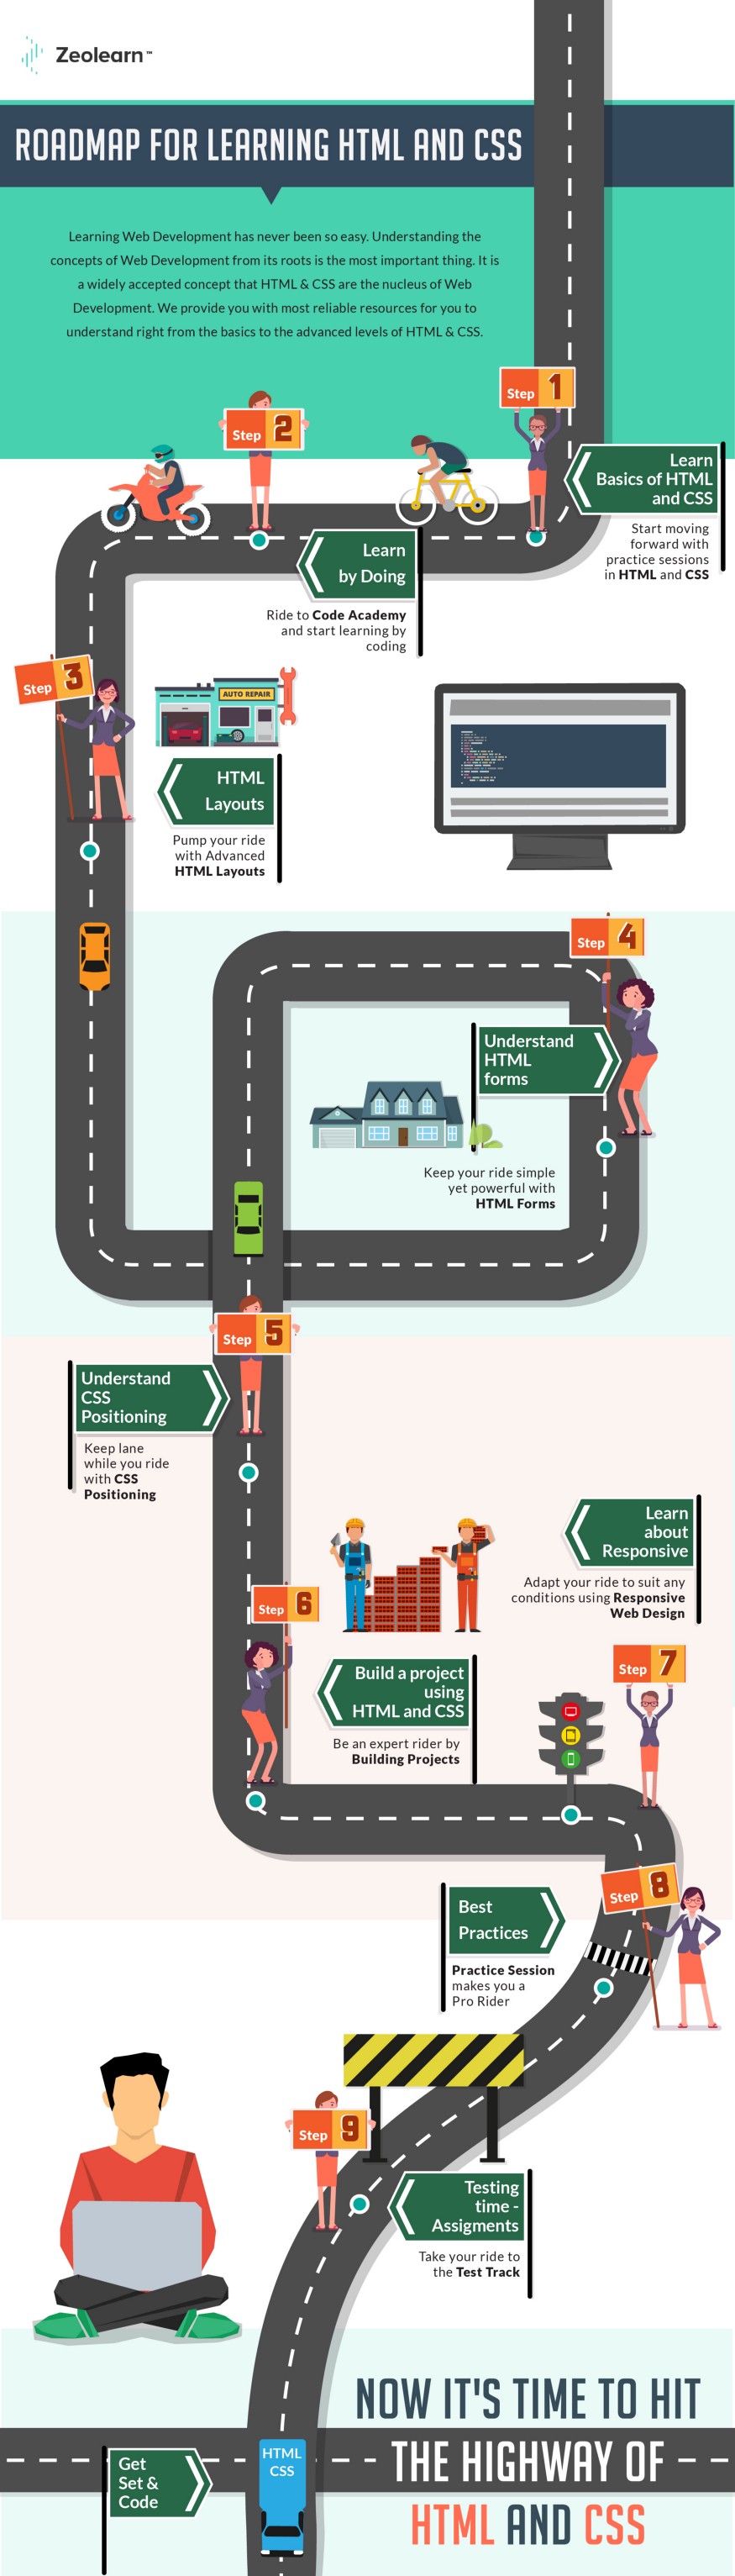 Zeolearn™
ROADMAP FOR LEARNING HTML AND CSS
Learning Web Development has never been so easy. Understanding the
concepts of Web Development from its roots is the most important thing. It is
a widely accepted concept that HTML & CSS are the nucleus of Web
Development. We provide you with most reliable resources for you to
understand right from the basics to the advanced levels of HTML & CSS.
Step 1
Learn
Basics of HTML
and CSS
Start moving
forward with
practice sessions
in HTML and CSS
Step 2
Learn
by Doing
Ride to Code Academy
and start learning by
coding
Step 3
AUTO REPAIR
HTML
Layouts
Pump your ride
with Advanced
HTML Layouts
Step 4
Understand
HTML
forms
Keep your ride simple
yet powerful with
HTML Forms
Step 5
Understand
CSS
Positioning
Keep lane
while you ride
with CSS
Positioning
Step 6
Build a project
using
HTML and CSS
Be an expert rider by
Building Projects
Learn
about
Responsive
Adapt your ride to suit any
conditions using Responsive
Web Design
Step 7
Step 8
Best
Practices
Practice Session
makes you a
Pro Rider
Step 9
Testing
time -
Assigments
Take your ride to
the Test Track
NOW IT'S TIME TO HIT
THE HIGHWAY OF
HTML AND CSS
HTML
CSS
Get
Set &
Code